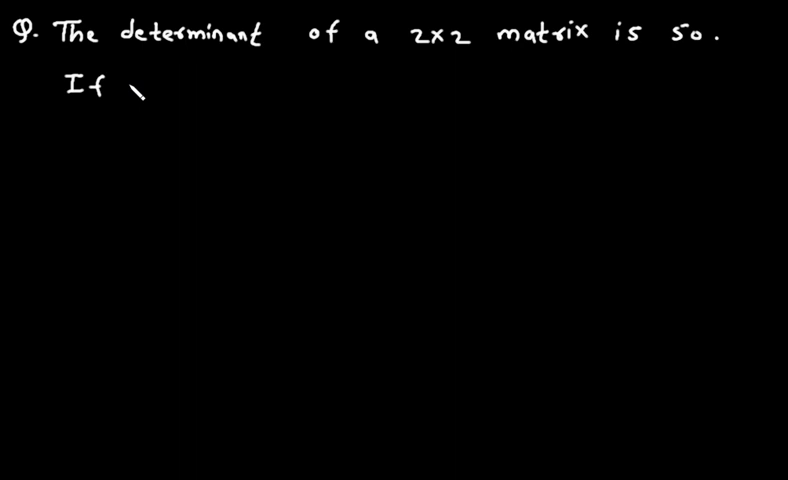 Q. The determinant of a 2x2 matrix is 50.
If